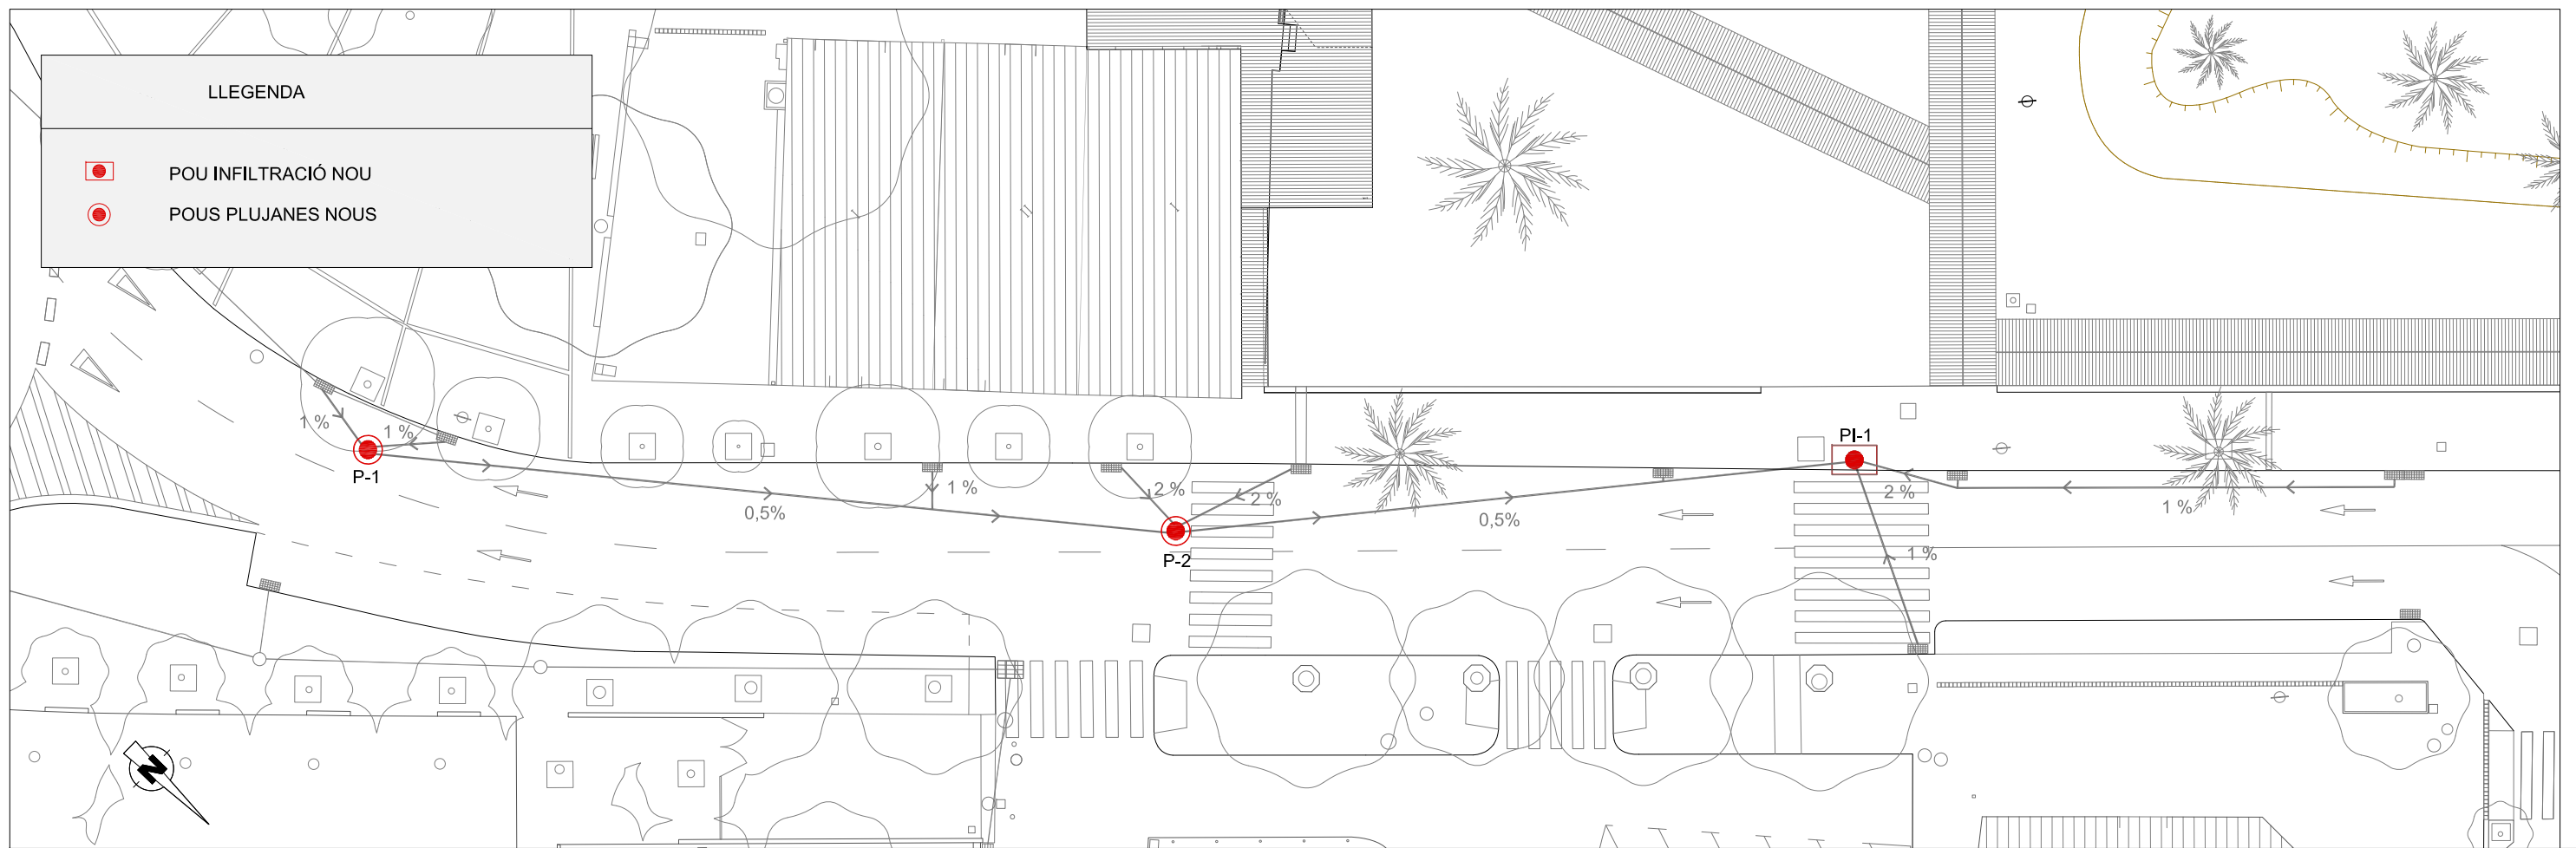 LLEGENDA
POU INFILTRACIÓ NOU
POUS PLUJANES NOUS
1 %
1 %
P-1
0,5%
1 %
2 %
2 %
P-2
0,5%
PI-1
2 %
1 %
1 %
N